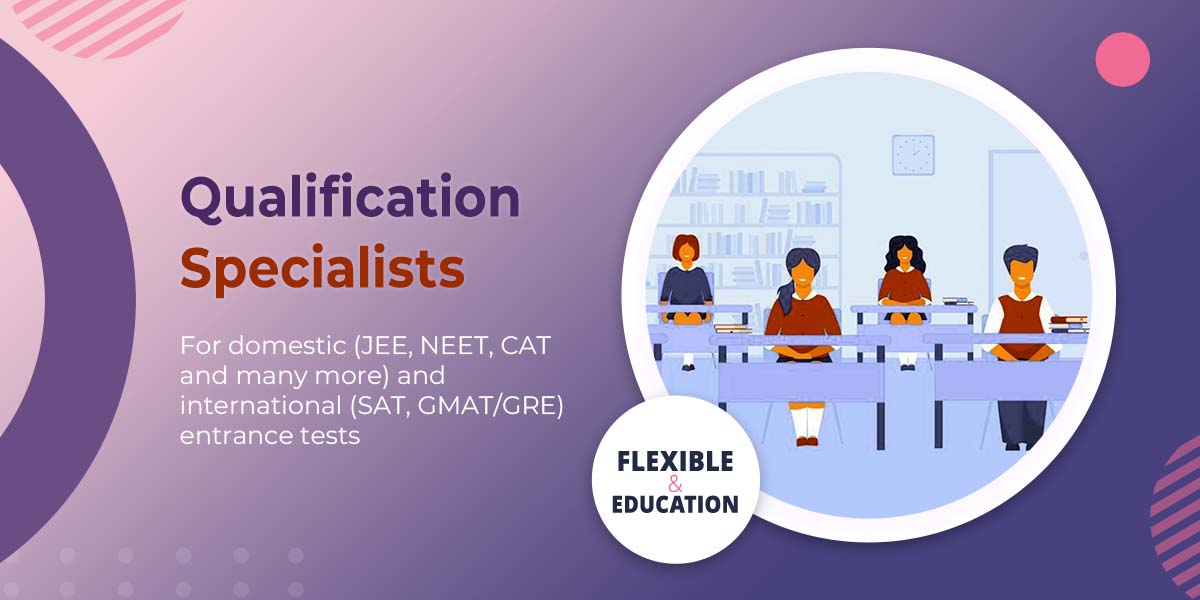 Qualification
Specialists
For domestic (JEE, NEET, CAT
and many more) and
international (SAT, GMAT/GRE)
entrance tests
FLEXIBLE
&
EDUCATION